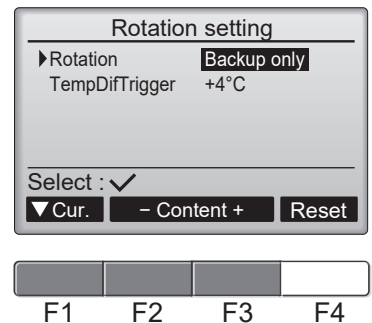 Rotation setting
▶Rotation Backup only
TempDifTrigger +4°C
Select : ✓
▼Cur. − Content + Reset
F1 F2 F3 F4